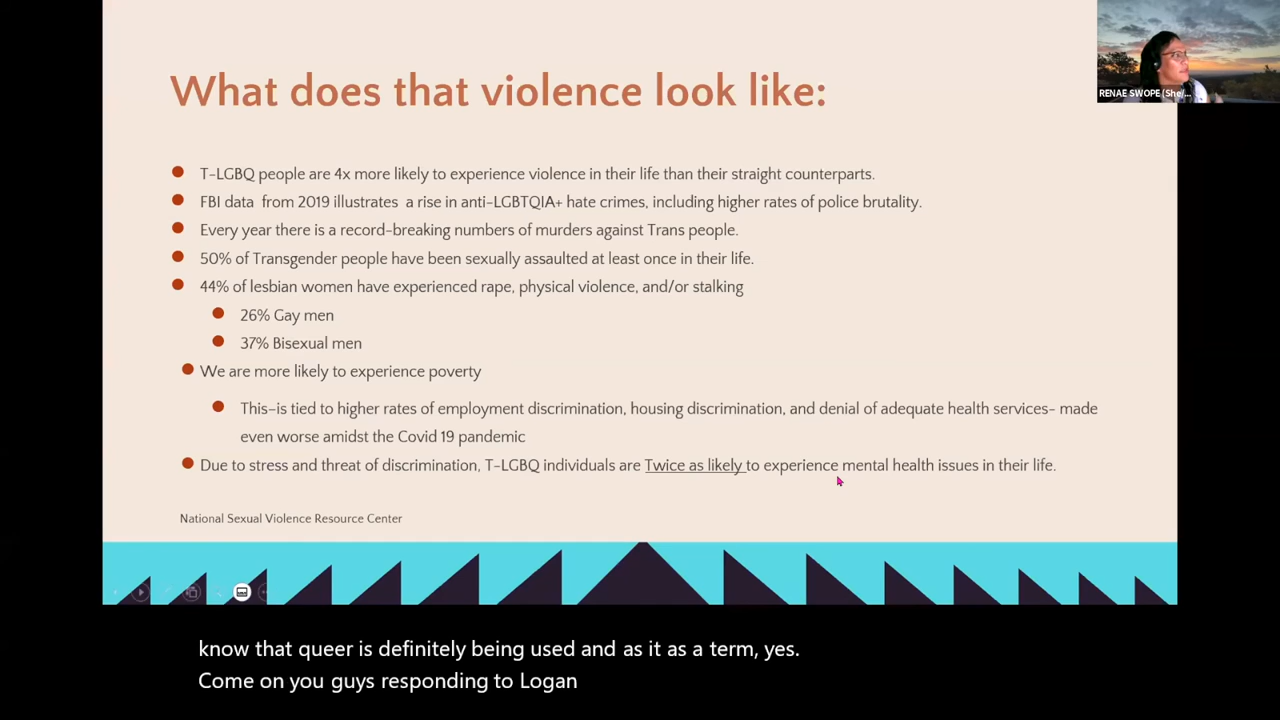 What does that violence look like:
RENAE SWOPE (She/...
T-LGBQ people are 4x more likely to experience violence in their life than their straight counterparts.
FBI data from 2019 illustrates a rise in anti-LGBTQIA+ hate crimes, including higher rates of police brutality.
Every year there is a record-breaking numbers of murders against Trans people.
50% of Transgender people have been sexually assaulted at least once in their life.
44% of lesbian women have experienced rape, physical violence, and/or stalking
26% Gay men
37% Bisexual men
We are more likely to experience poverty
This-is tied to higher rates of employment discrimination, housing discrimination, and denial of adequate health services- made
even worse amidst the Covid 19 pandemic
Due to stress and threat of discrimination, T-LGBQ individuals are Twice as likely to experience mental health issues in their life.
National Sexual Violence Resource Center
know that queer is definitely being used and as it as a term, yes.
Come on you guys responding to Logan